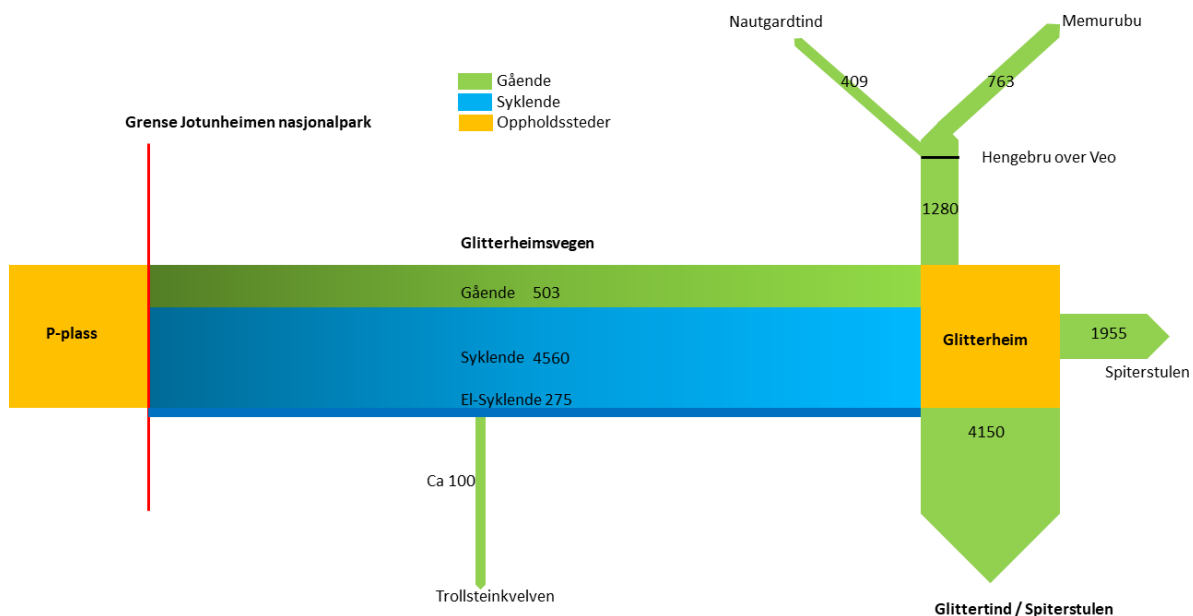 Nautgardtind
Memurubu
Gående
Syklende
Oppholdssteder
409
763
Grense Jotunheimen nasjonalpark
Hengebru over Veo
1280
Glitterheimsvegen
Gående 503
P-plass
Syklende 4560
Glitterheim
1955
Spiterstulen
El-Syklende 275
4150
Ca 100
Trollsteinkvelven
Glittertind / Spiterstulen